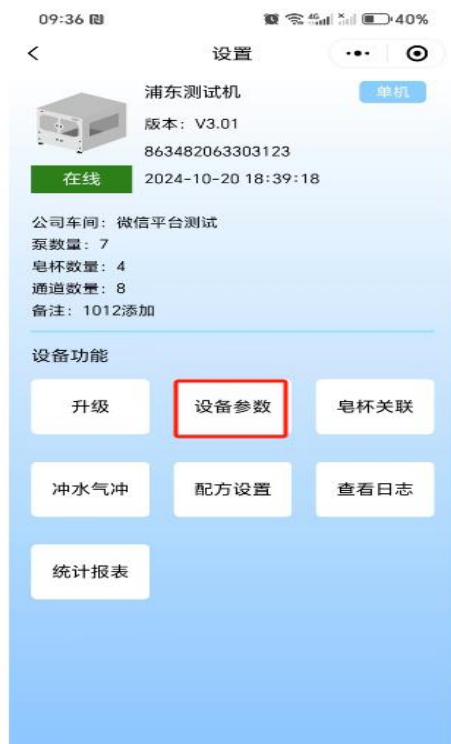 09:36 40%
设置
浦东测试机 单机
版本：V3.01
863482063303123
在线 2024-10-20 18:39:18
公司车间：微信平台测试
泵数量：7
皂杯数量：4
通道数量：8
备注：1012添加
设备功能
升级 设备参数 皂杯关联
冲水气冲 配方设置 查看日志
统计报表